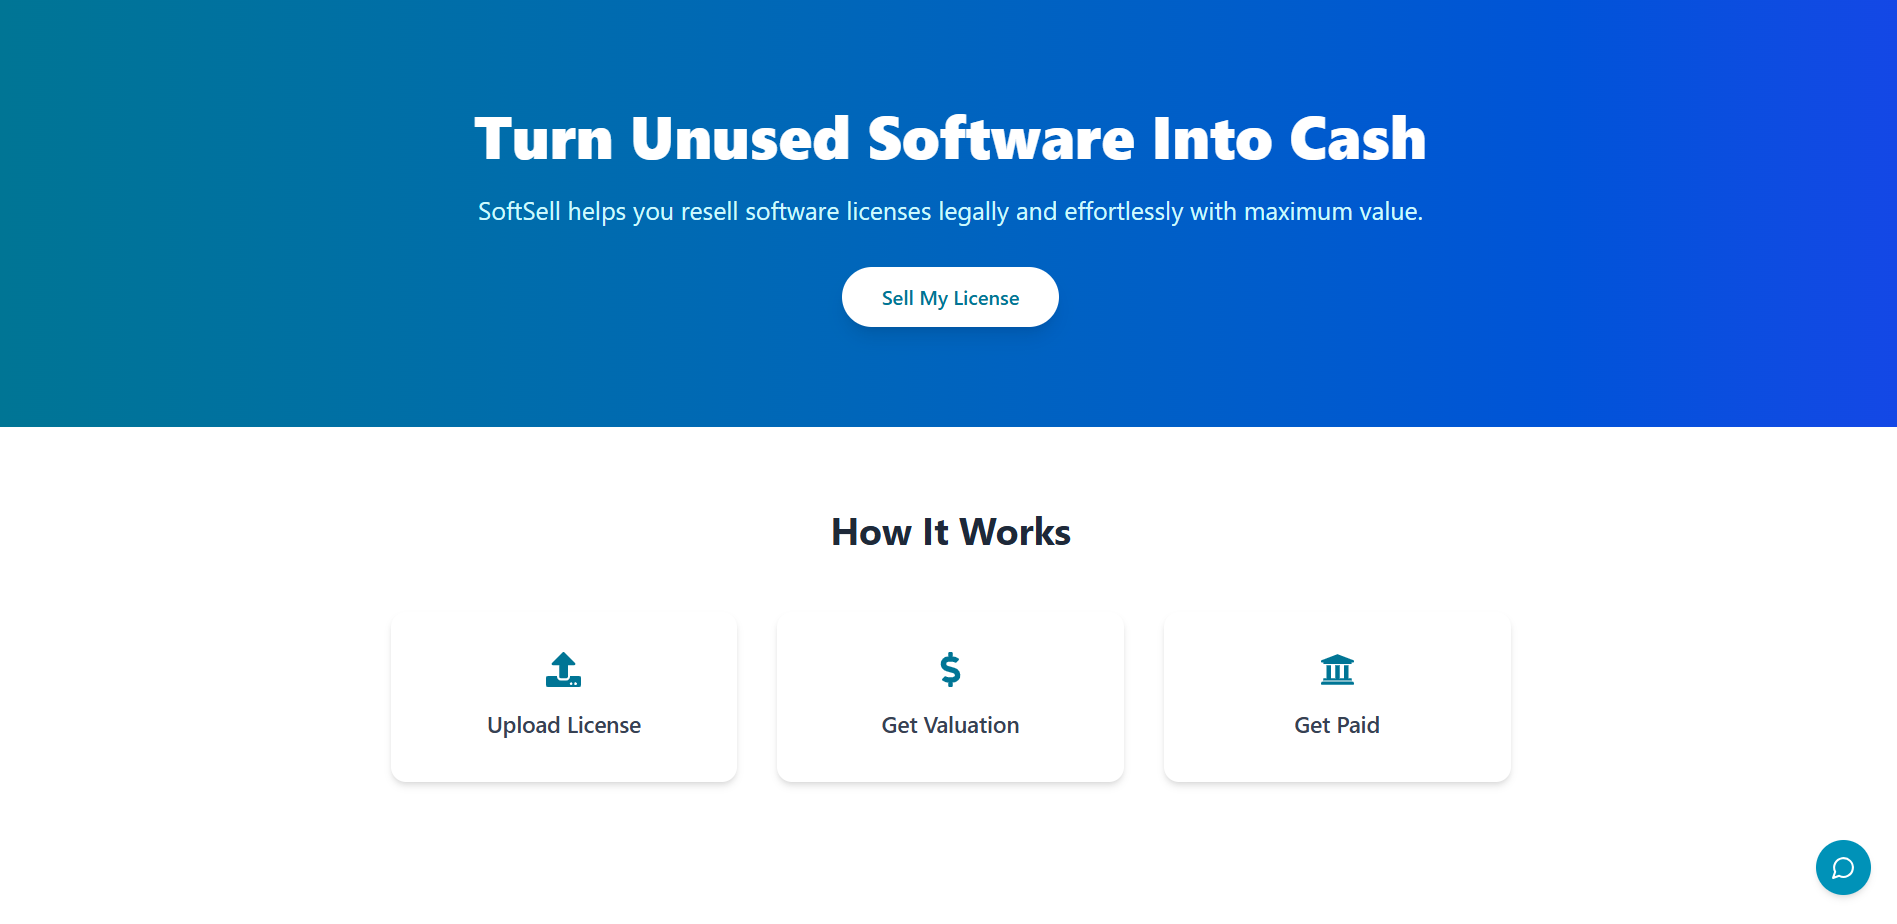 Turn Unused Software Into Cash
SoftSell helps you resell software licenses legally and effortlessly with maximum value.
Sell My License
How It Works
Upload License
Get Valuation
Get Paid